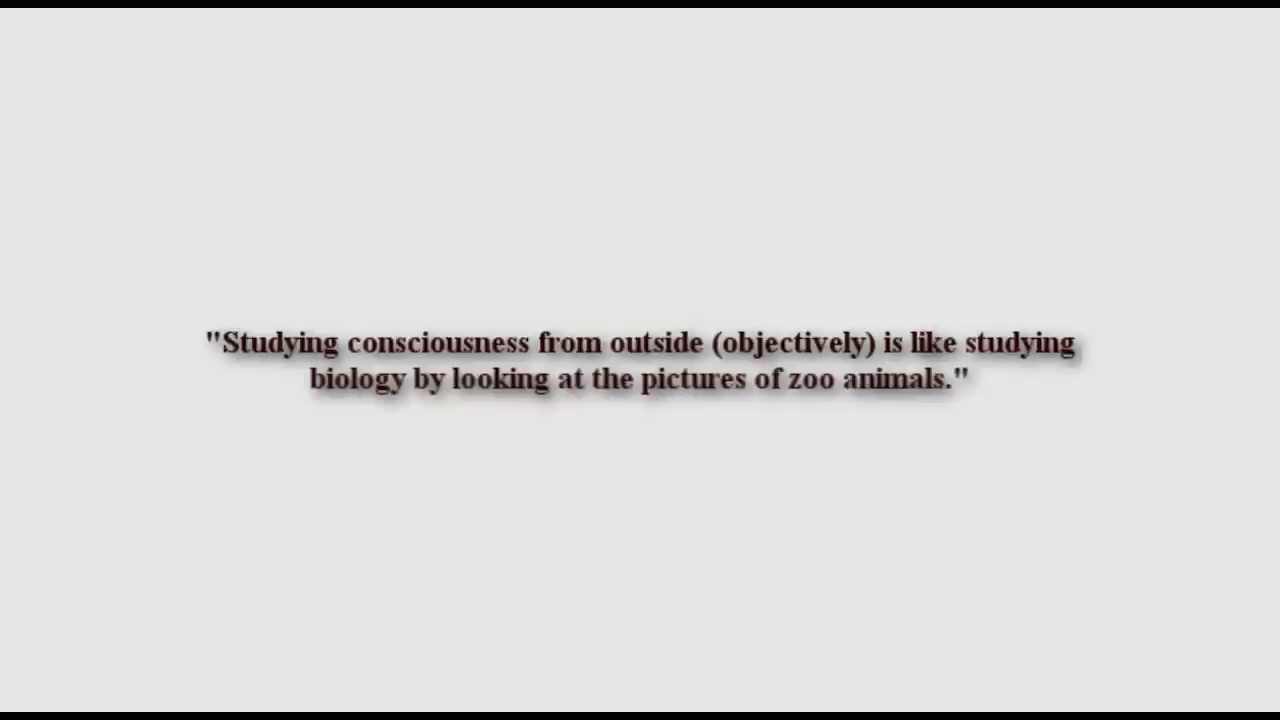 "Studying consciousness from outside (objectively) is like studying
biology by looking at the pictures of zoo animals."